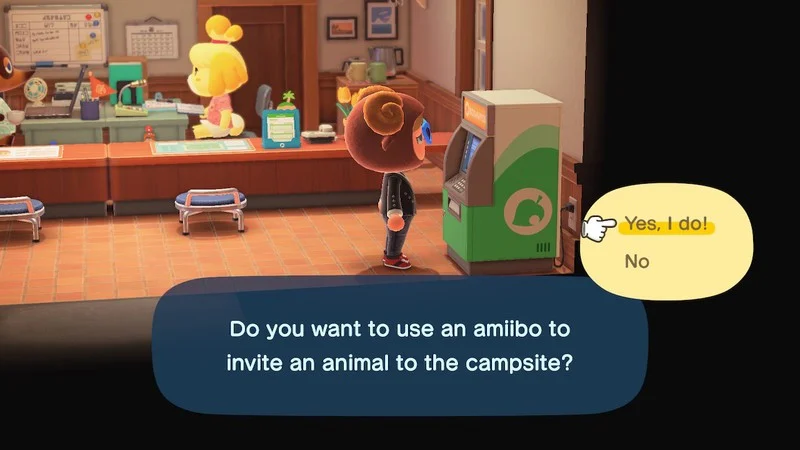 Yes, I do!
No
Do you want to use an amiibo to
invite an animal to the campsite?